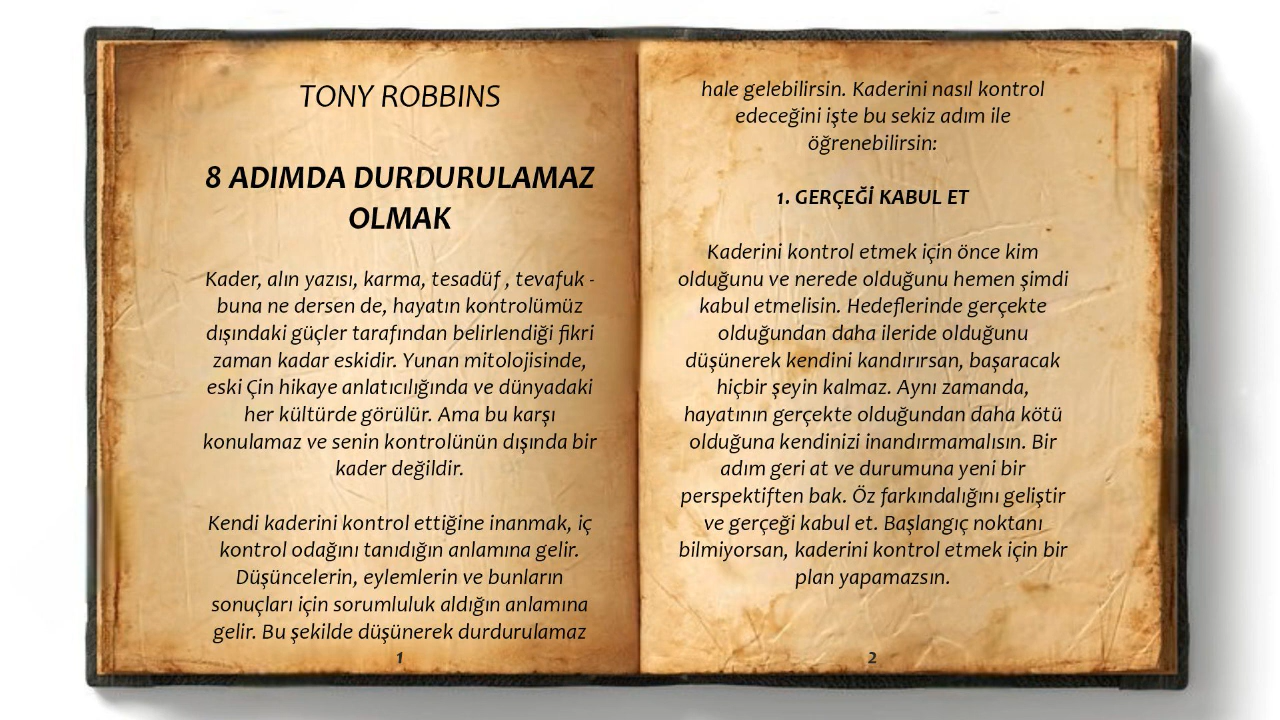 TONY ROBBINS
8 ADIMDA DURDURULAMAZ
OLMAK
Kader, alın yazısı, karma, tesadüf , tevafuk -
buna ne dersen de, hayatın kontrolümüz
dışındaki güçler tarafından belirlendiği fikri
zaman kadar eskidir. Yunan mitolojisinde,
eski Çin hikaye anlatıcılığında ve dünyadaki
her kültürde görülür. Ama bu karşı
konulamaz ve senin kontrolünün dışında bir
kader değildir.
Kendi kaderini kontrol ettiğine inanmak, iç
kontrol odağını tanıdığın anlamına gelir.
Düşüncelerin, eylemlerin ve bunların
sonuçları için sorumluluk aldığın anlamına
gelir. Bu şekilde düşünerek durdurulamaz
1
hale gelebilirsin. Kaderini nasıl kontrol
edeceğini işte bu sekiz adım ile
öğrenebilirsin:
1. GERÇEĞİ KABUL ET
Kaderini kontrol etmek için önce kim
olduğunu ve nerede olduğunu hemen şimdi
kabul etmelisin. Hedeflerinde gerçekte
olduğundan daha ileride olduğunu
düşünerek kendini kandırırsan, başaracak
hiçbir şeyin kalmaz. Aynı zamanda,
hayatının gerçekte olduğundan daha kötü
olduğuna kendinizi inandırmamalısın. Bir
adım geri at ve durumuna yeni bir
perspektiften bak. Öz farkındalığını geliştir
ve gerçeği kabul et. Başlangıç noktanı
bilmiyorsan, kaderini kontrol etmek için bir
plan yapamazsın.
2